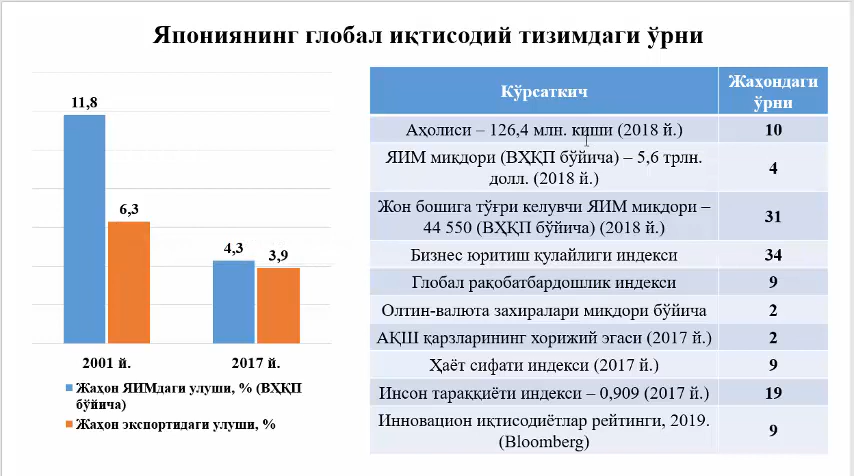 Япониянинг глобал иқтисодий тизимдаги ўрни
11,8
6,3
4,3
3,9
2001 й.
2017 й.
Жаҳон ЯИМдаги улуши, % (ВҲҚП
бўйича)
Жаҳон экспортидаги улуши, %
Кўрсаткич
Жаҳондаги
ўрни
Аҳолиси – 126,4 млн. киши (2018 й.)
10
ЯИМ миқдори (ВҲҚП бўйича) – 5,6 трлн.
долл. (2018 й.)
4
Жон бошига тўғри келувчи ЯИМ миқдори –
44 550 (ВҲҚП бўйича) (2018 й.)
31
Бизнес юритиш қулайлиги индекси
34
Глобал рақобатбардошлик индекси
9
Олтин-валюта захиралари миқдори бўйича
2
АҚШ қарзларининг хорижий эгаси (2017 й.)
2
Ҳаёт сифати индекси (2017 й.)
9
Инсон тараққиёти индекси – 0,909 (2017 й.)
19
Инновацион иқтисодиётлар рейтинги, 2019.
(Bloomberg)
9